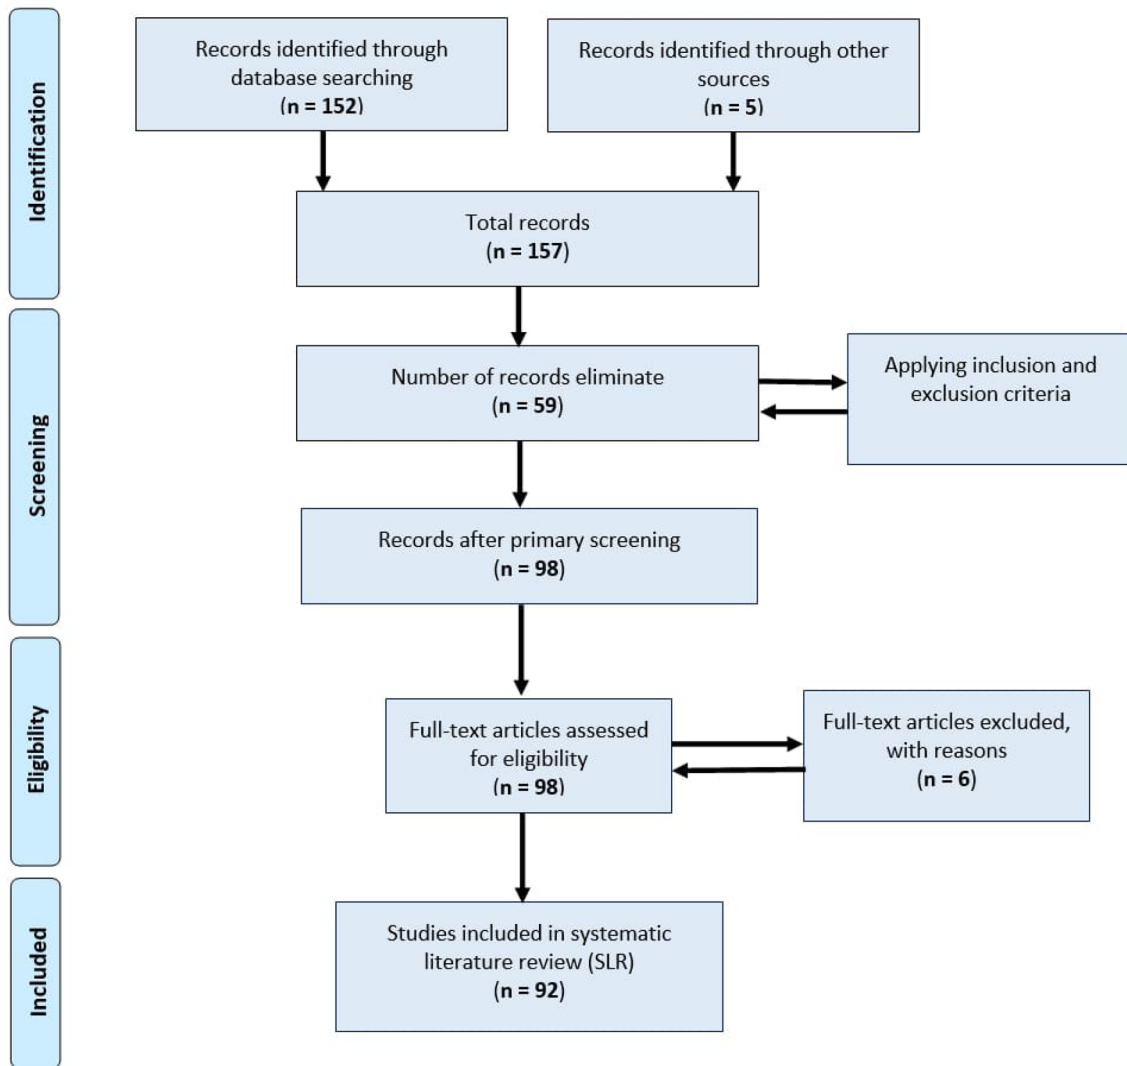 Identification
Records identified through
database searching
(n = 152)
Records identified through other
sources
(n = 5)
Total records
(n = 157)
Screening
Number of records eliminate
(n = 59)
Applying inclusion and
exclusion criteria
Records after primary screening
(n = 98)
Eligibility
Full-text articles assessed
for eligibility
(n = 98)
Full-text articles excluded,
with reasons
(n = 6)
Included
Studies included in systematic
literature review (SLR)
(n = 92)